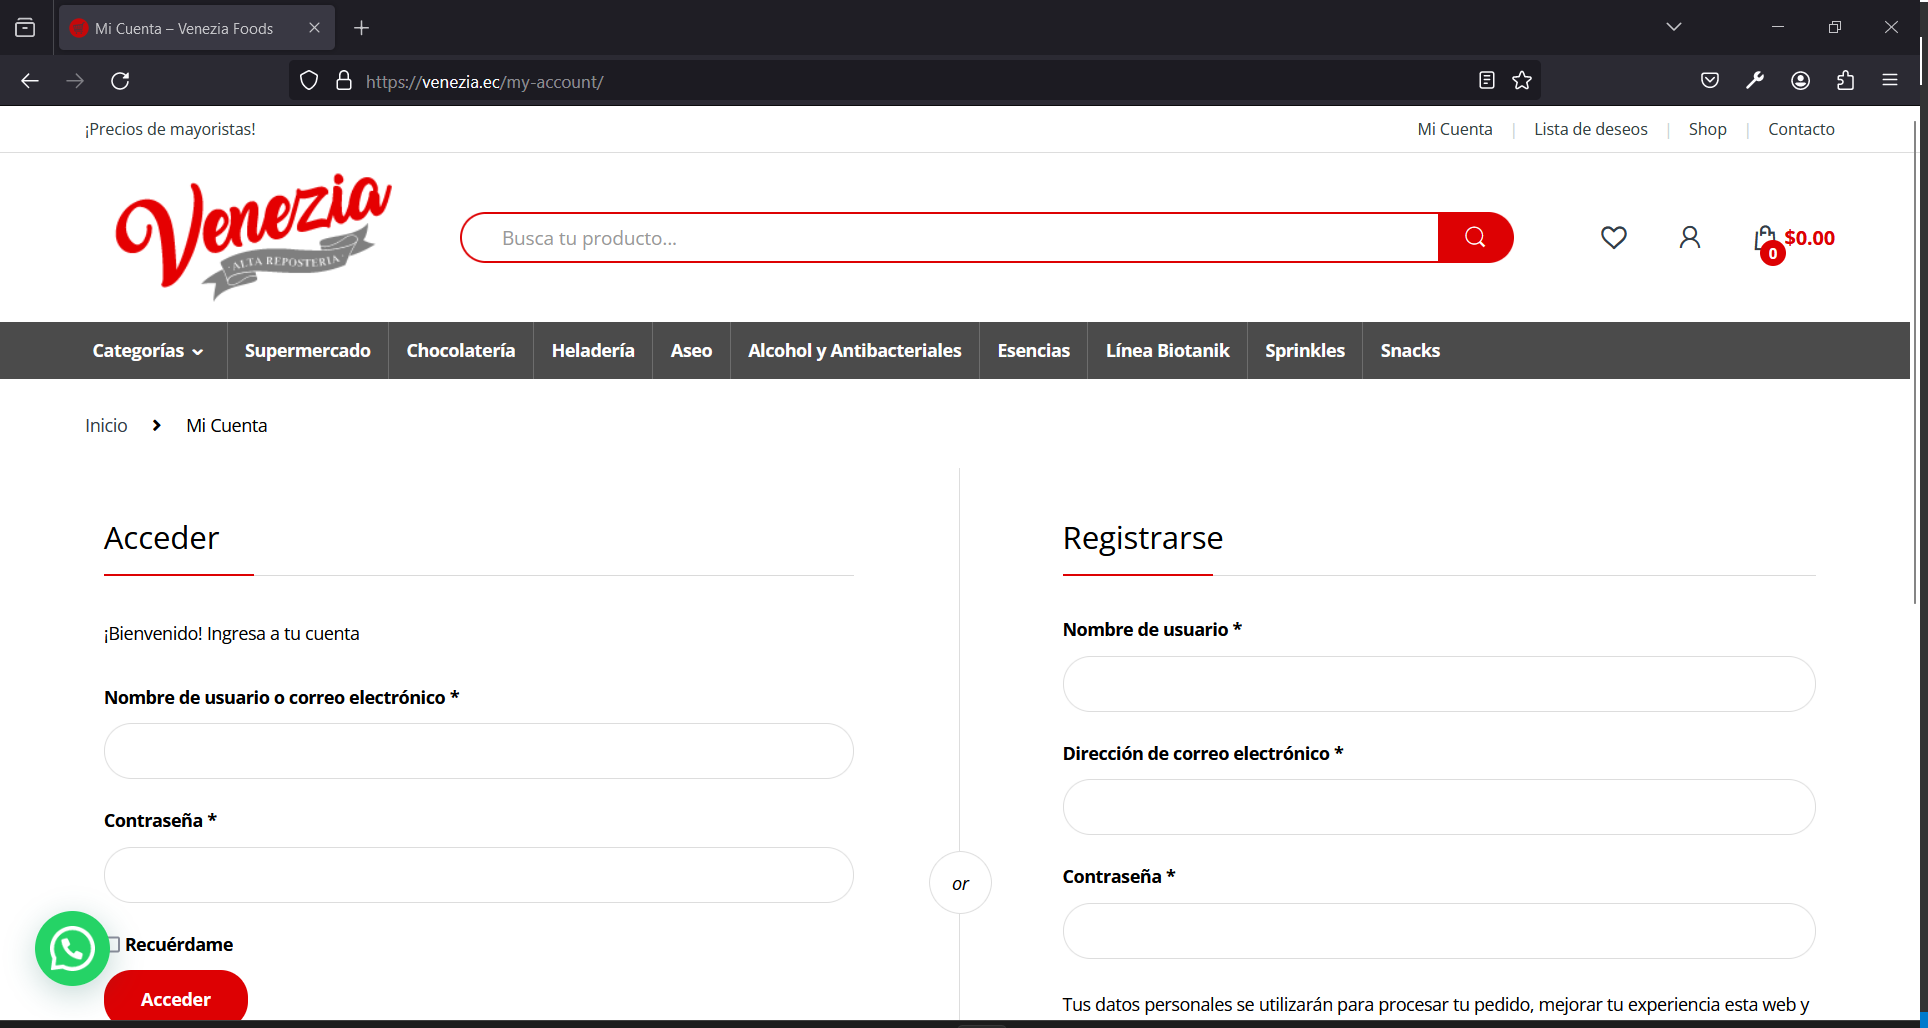 Mi Cuenta – Venezia Foods
https://venezia.ec/my-account/
¡Precios de mayoristas!
Mi Cuenta
Lista de deseos
Shop
Contacto
Venezia
ALTA REPOSTERIA
Busca tu producto...
0
$0.00
Categorías
Supermercado
Chocolatería
Heladería
Aseo
Alcohol y Antibacteriales
Esencias
Línea Biotanik
Sprinkles
Snacks
Inicio
Mi Cuenta
Acceder
¡Bienvenido! Ingresa a tu cuenta
Nombre de usuario o correo electrónico *
Contraseña *
Recuérdame
Acceder
or
Registrarse
Nombre de usuario *
Dirección de correo electrónico *
Contraseña *
Tus datos personales se utilizarán para procesar tu pedido, mejorar tu experiencia esta web y